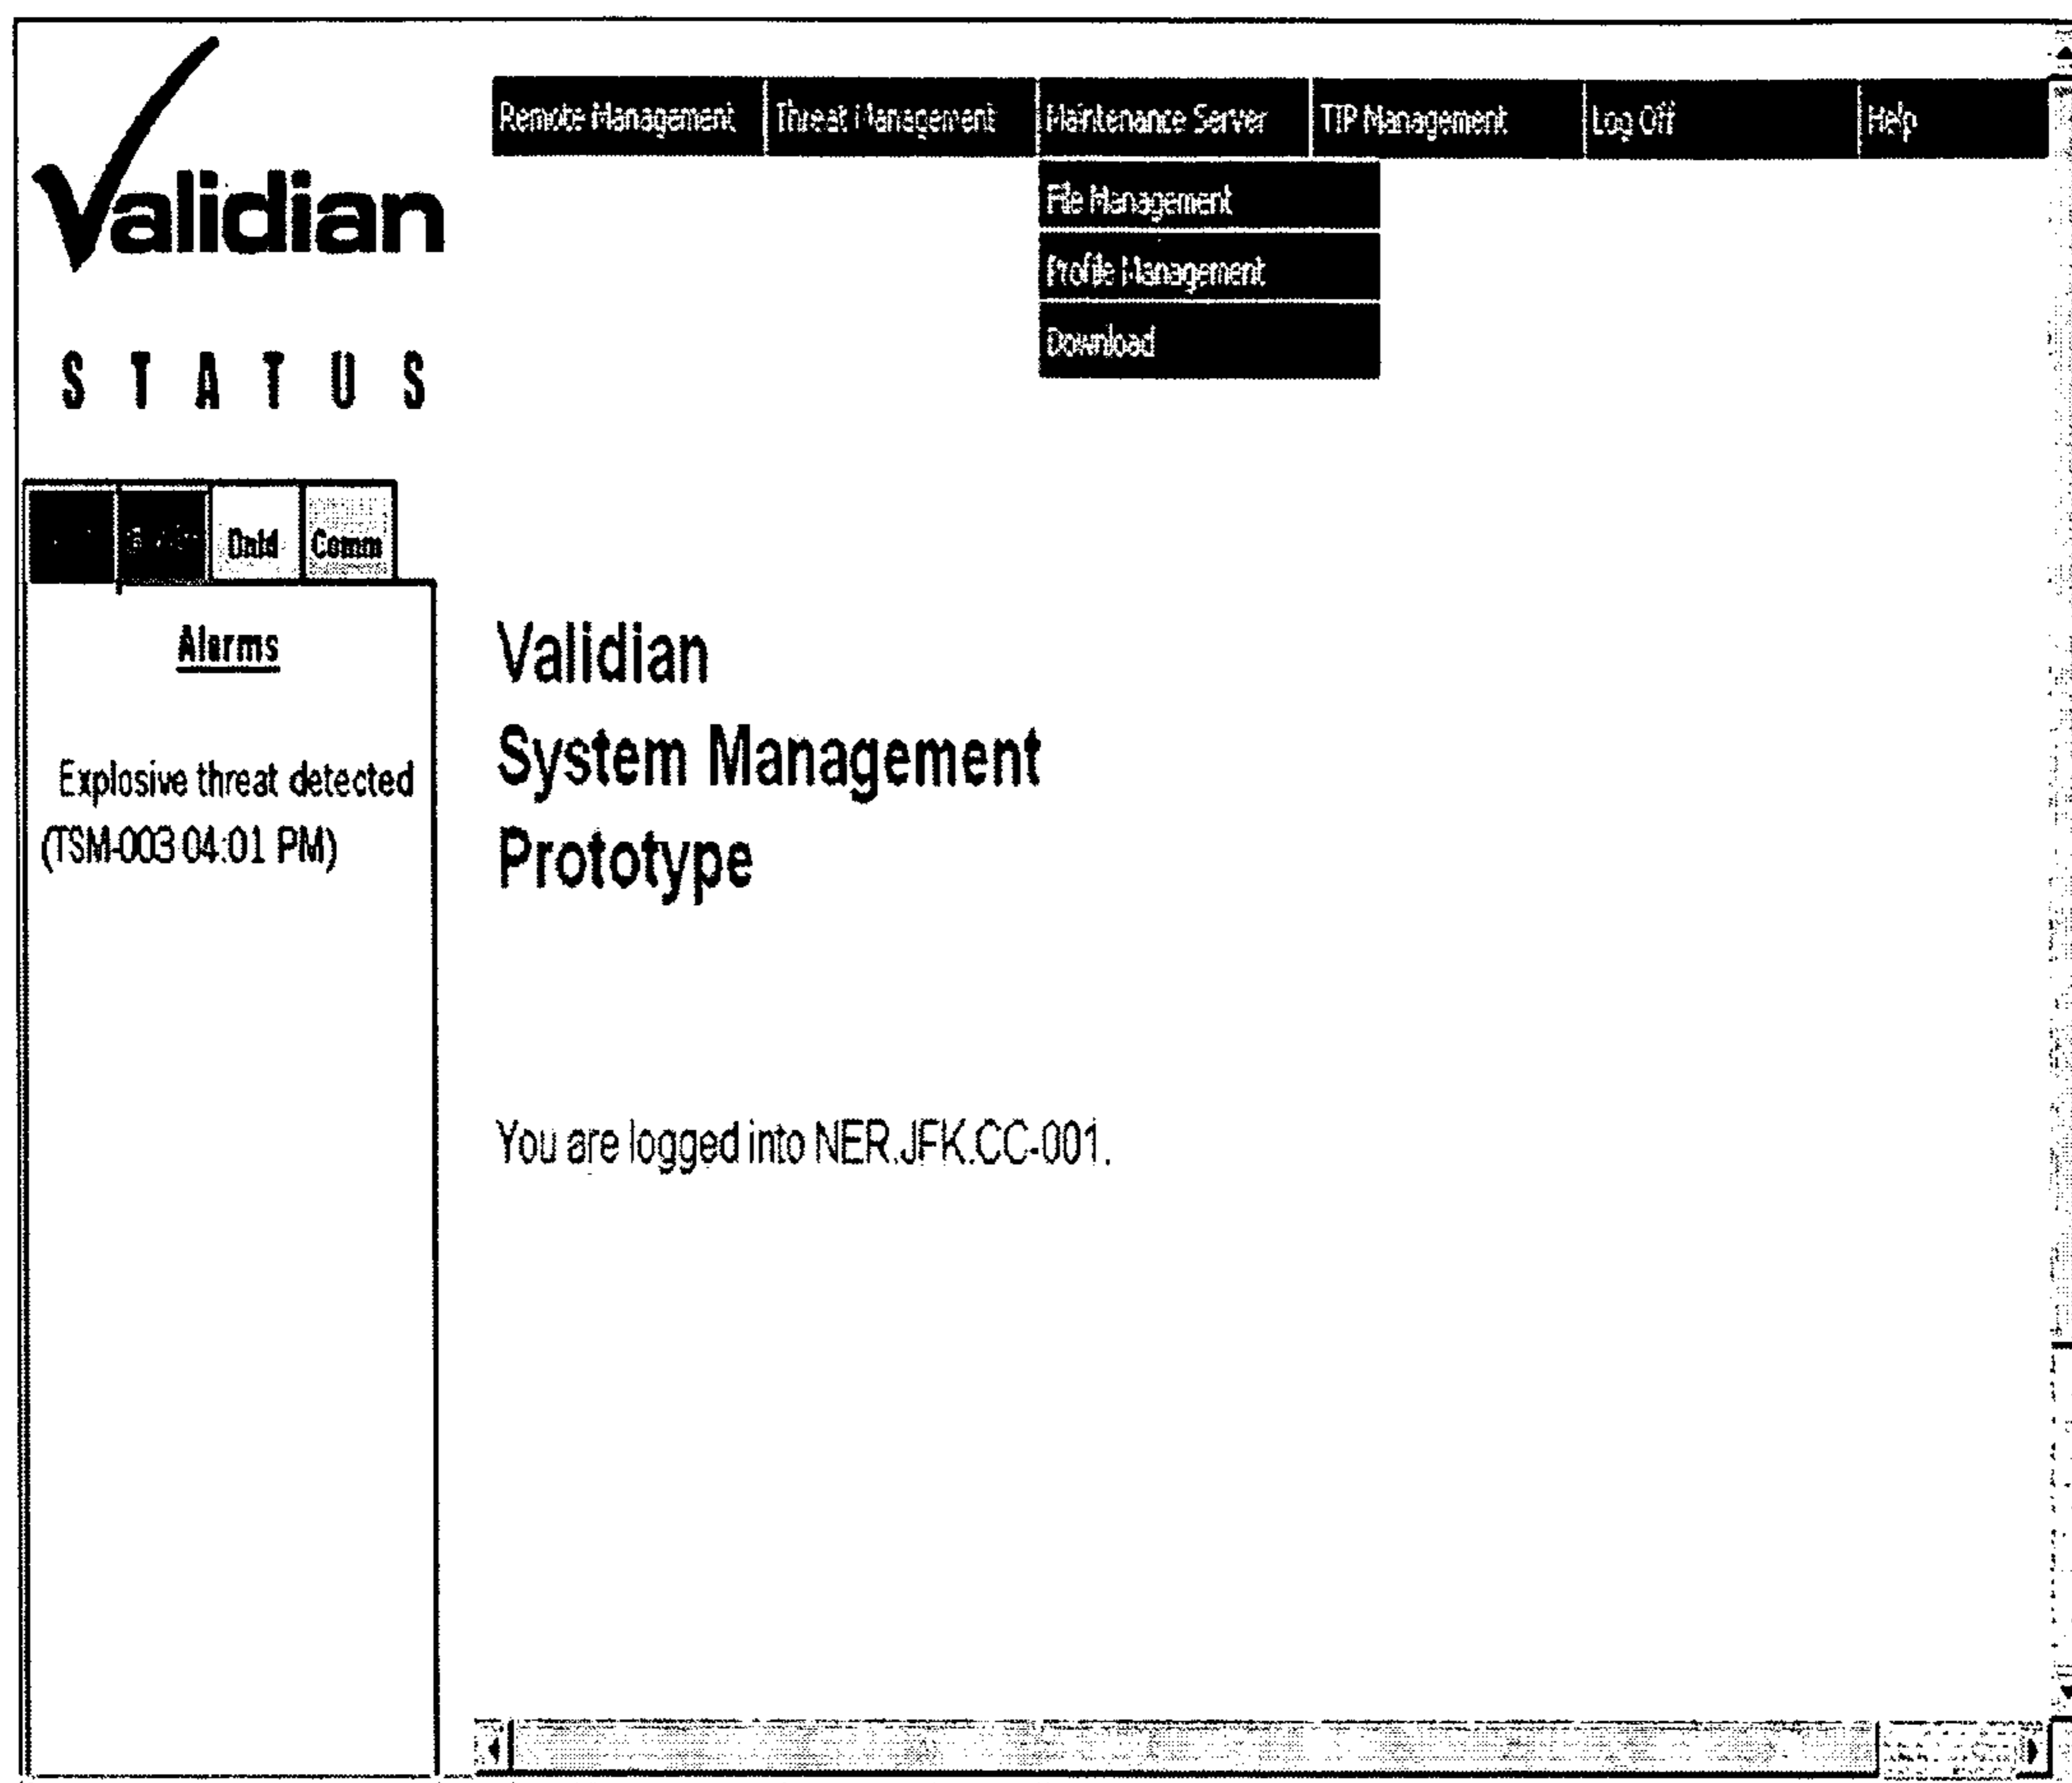 Validian
Remote Management Threat Management Maintenance Server TIP Management Log Off Help
File Management
Profile Management
Download
STATUS
Dnld Comm
Alarms
Explosive threat detected
(TSM-003 04:01 PM)
Validian
System Management
Prototype
You are logged into NER.JFK.CC-001.